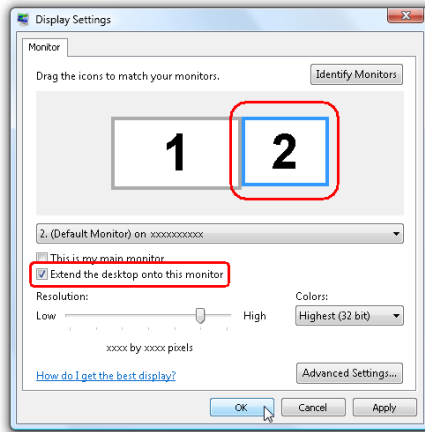 Display Settings
Monitor
Drag the icons to match your monitors.
Identify Monitors
1
2
2. (Default Monitor) on xxxxxxxxxx
This is my main monitor
Extend the desktop onto this monitor
Resolution:
Colors:
Low
High
Highest (32 bit)
xxxx by xxxx pixels
How do I get the best display?
Advanced Settings...
OK
Cancel
Apply